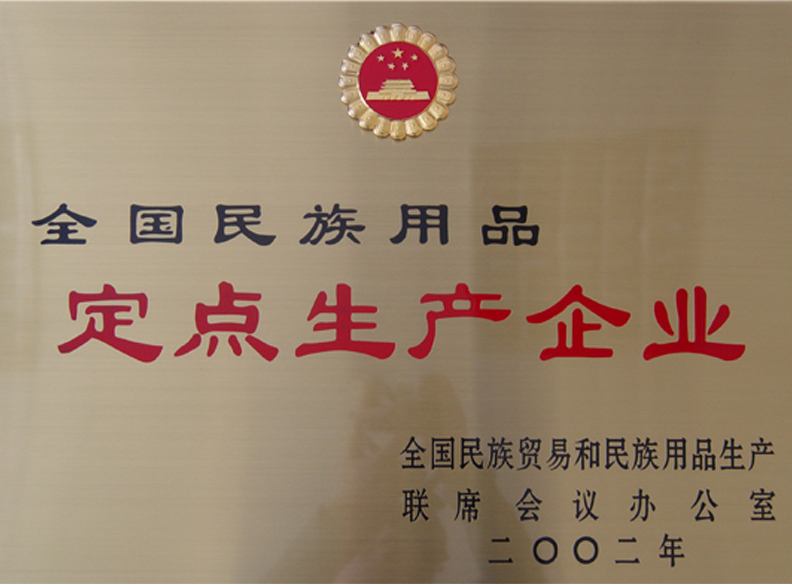 全国民族用品
定点生产企业
全国民族贸易和民族用品生产
联席会议办公室
二〇〇二年